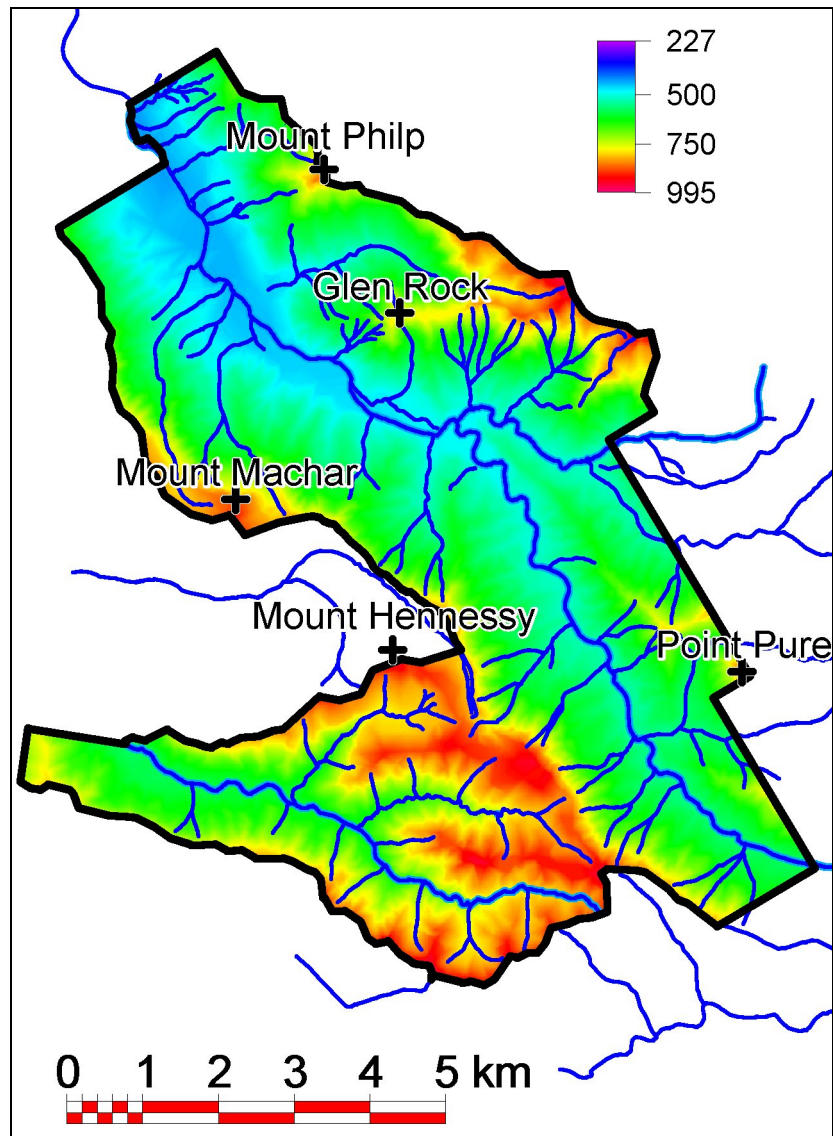 227
500
750
995
Mount Philp
Glen Rock
Mount Machar
Mount Hennessy
Point Pure
0 1 2 3 4 5 km